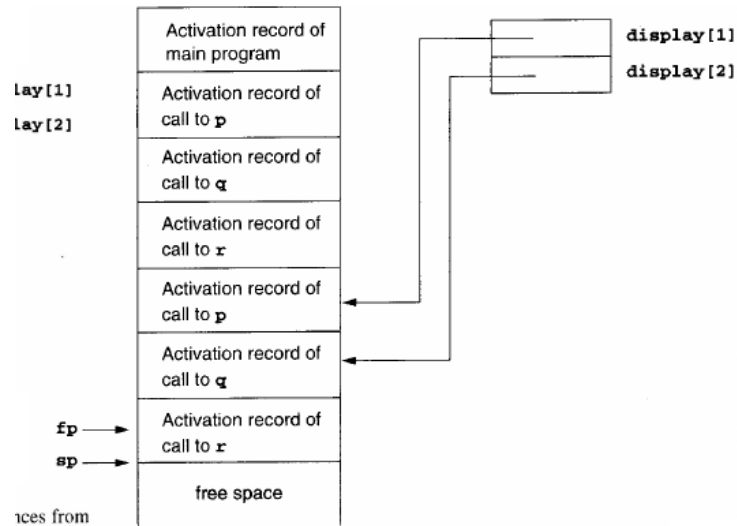 Activation record of
main program
display[1]
display[2]
lay[1]
lay[2]
Activation record of
call to p
Activation record of
call to q
Activation record of
call to r
Activation record of
call to p
Activation record of
call to q
fp
Activation record of
call to r
sp
free space
nces from